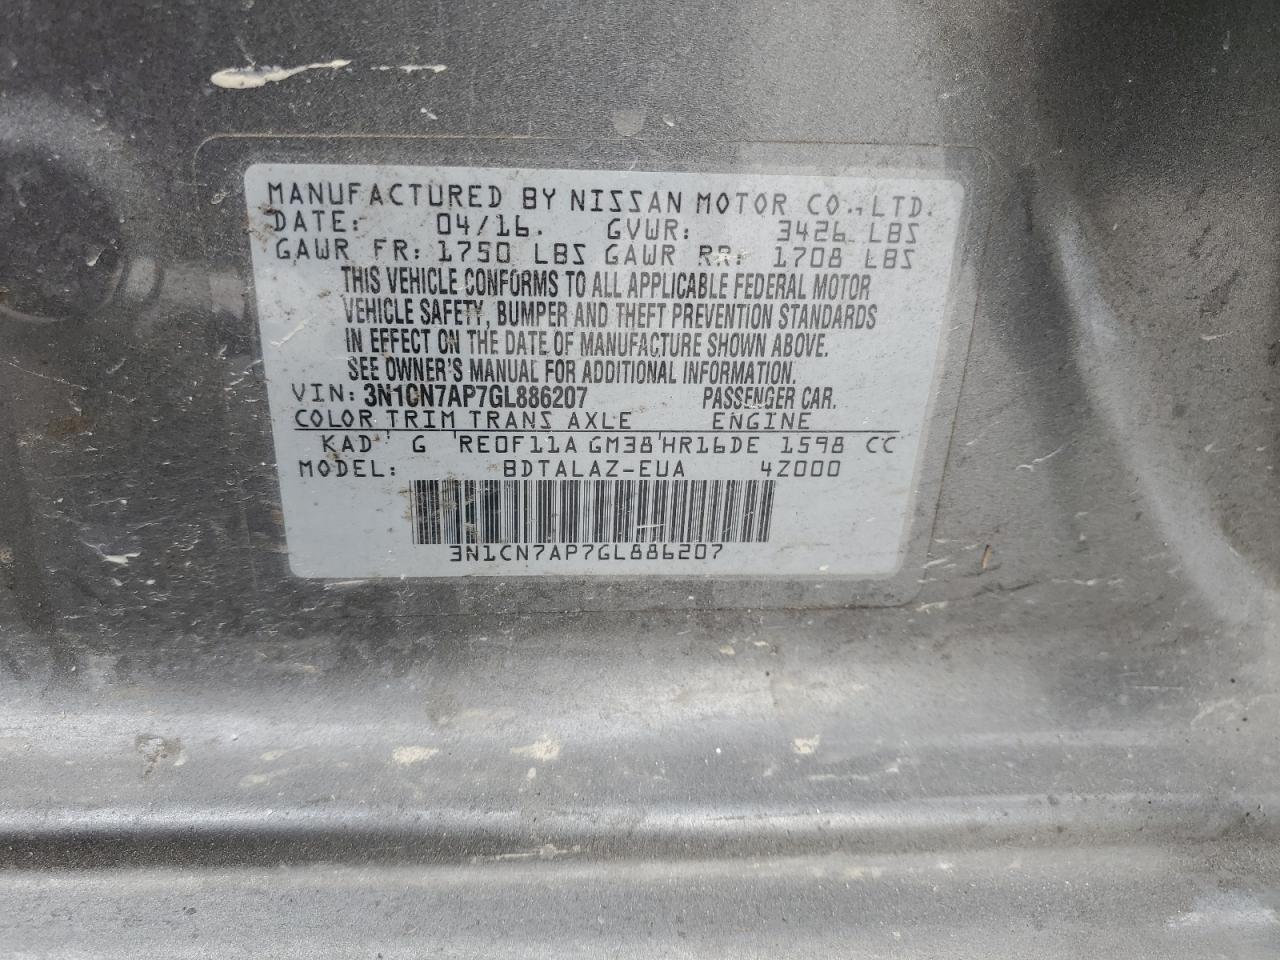 MANUFACTURED BY NISSAN MOTOR CO., LTD.
DATE: 04/16. GVWR: 3426 LBS
GAWR FR: 1750 LBS GAWR RR: 1708 LBS
THIS VEHICLE CONFORMS TO ALL APPLICABLE FEDERAL MOTOR
VEHICLE SAFETY, BUMPER AND THEFT PREVENTION STANDARDS
IN EFFECT ON THE DATE OF MANUFACTURE SHOWN ABOVE.
SEE OWNER'S MANUAL FOR ADDITIONAL INFORMATION.
VIN: 3N1CN7AP7GL886207 PASSENGER CAR.
COLOR TRIM TRANS AXLE ENGINE
KAD G RE0F11A GM38 HR16DE 1598 CC
MODEL: BDTALAZ-EUA 4Z000
3N1CN7AP7GL886207